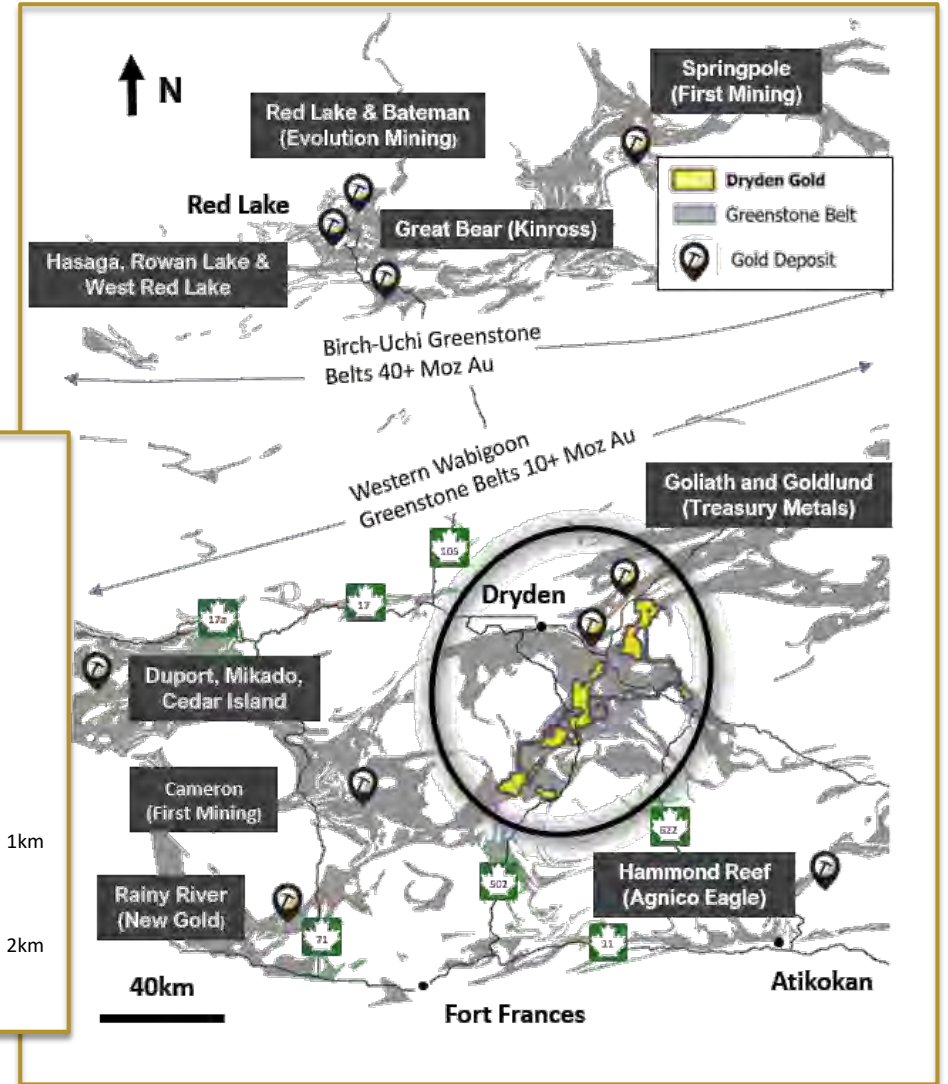 N
Springpole
(First Mining)
Red Lake & Bateman
(Evolution Mining)
Dryden Gold
Greenstone Belt
Gold Deposit
Red Lake
Great Bear (Kinross)
Hasaga, Rowan Lake &
West Red Lake
Birch-Uchi Greenstone
Belts 40+ Moz Au
Western Wabigoon
Greenstone Belts 10+ Moz Au
Goliath and Goldlund
(Treasury Metals)
105
Dryden
17
17a
Duport, Mikado,
Cedar Island
Cameron
(First Mining)
622
1km
Hammond Reef
(Agnico Eagle)
502
Rainy River
(New Gold)
71
11
2km
40km
Atikokan
Fort Frances